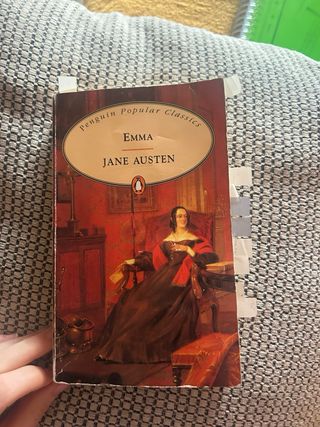 Penguin Popular Classics
EMMA
JANE AUSTEN